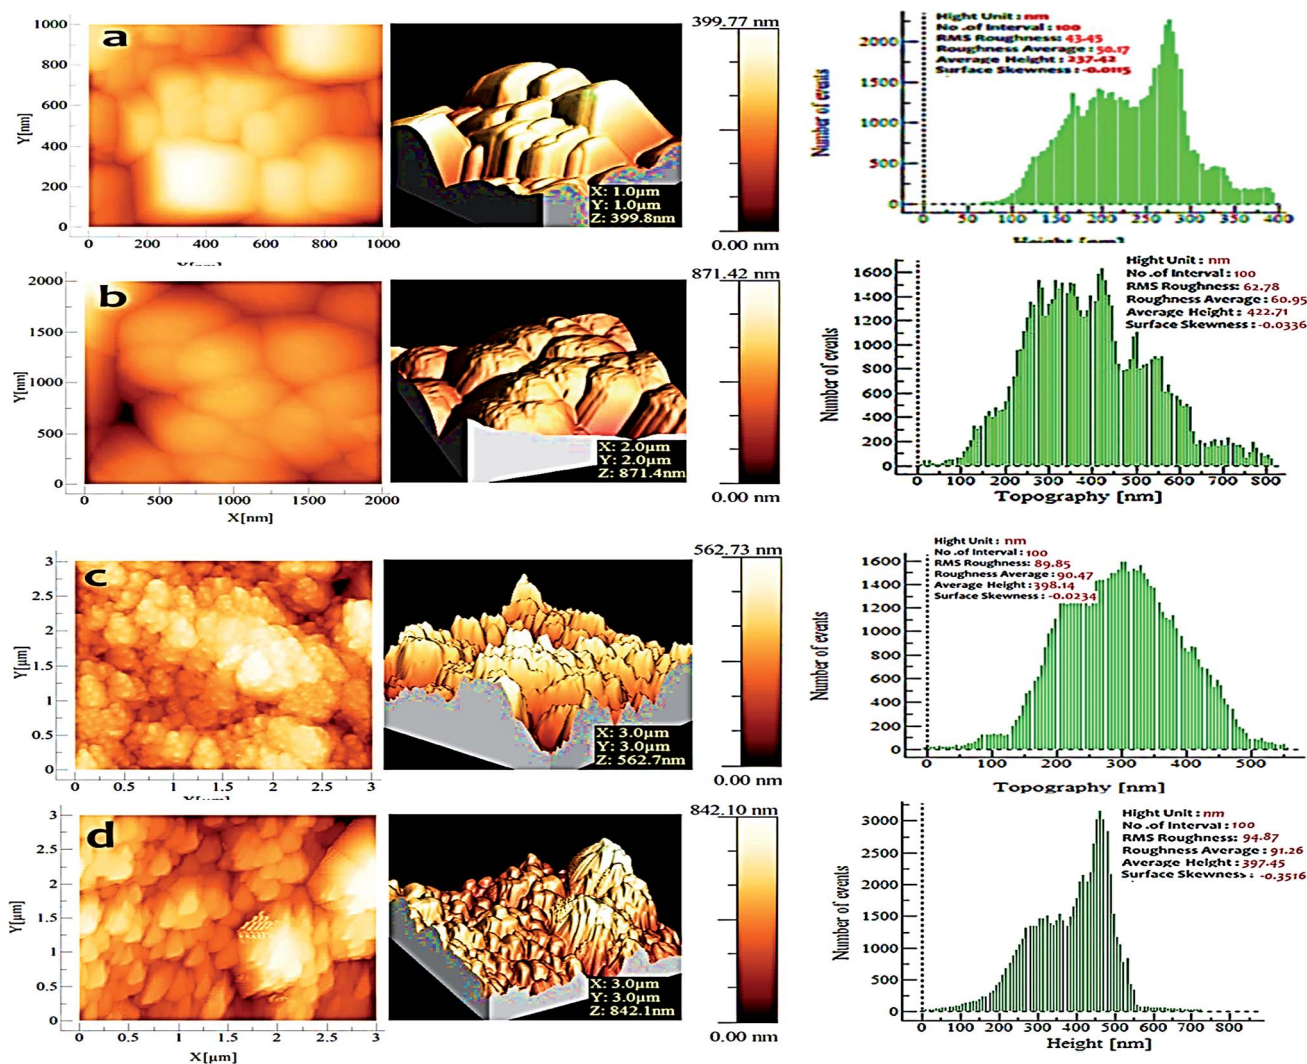 a
1000
800
600
400
200
0
Y[nm]
0 200 400 600 800 1000
X: 1.0µm
Y: 1.0µm
Z: 399.8nm
399.77 nm
0.00 nm
Hight Unit : nm
No .of Interval : 100
RMS Roughness: 43.45
Roughness Average : 50.17
Average Height : 237.42
Surface Skewness : -0.0115
Number of events
2000
1500
1000
500
0
0 50 100 150 200 250 300 350 400
Height [nm]
b
2000
1500
1000
500
0
Y[nm]
0 500 1000 1500 2000
X[nm]
X: 2.0µm
Y: 2.0µm
Z: 871.4nm
871.42 nm
0.00 nm
Hight Unit : nm
No .of Interval : 100
RMS Roughness: 62.78
Roughness Average : 60.95
Average Height : 422.71
Surface Skewness : -0.0336
Number of events
1600
1400
1200
1000
800
600
400
200
0
0 100 200 300 400 500 600 700 800
Topography [nm]
c
3
2.5
2
1.5
1
0.5
0
Y[µm]
0 0.5 1 1.5 2 2.5 3
X[µm]
X: 3.0µm
Y: 3.0µm
Z: 562.7nm
562.73 nm
0.00 nm
Hight Unit : nm
No .of Interval : 100
RMS Roughness: 89.85
Roughness Average : 90.47
Average Height : 398.14
Surface Skewness : -0.0234
Number of events
1600
1400
1200
1000
800
600
400
200
0
0 100 200 300 400 500
Topography [nm]
d
3
2.5
2
1.5
1
0.5
0
Y[µm]
0 0.5 1 1.5 2 2.5 3
X[µm]
X: 3.0µm
Y: 3.0µm
Z: 842.1nm
842.10 nm
0.00 nm
Hight Unit: nm
No .of Interval :100
RMS Roughness: 94.87
Roughness Average : 91.26
Average Height : 397.45
Surface Skewness : -0.3516
Number of events
3000
2500
2000
1500
1000
500
0
0 100 200 300 400 500 600 700 800
Height [nm]